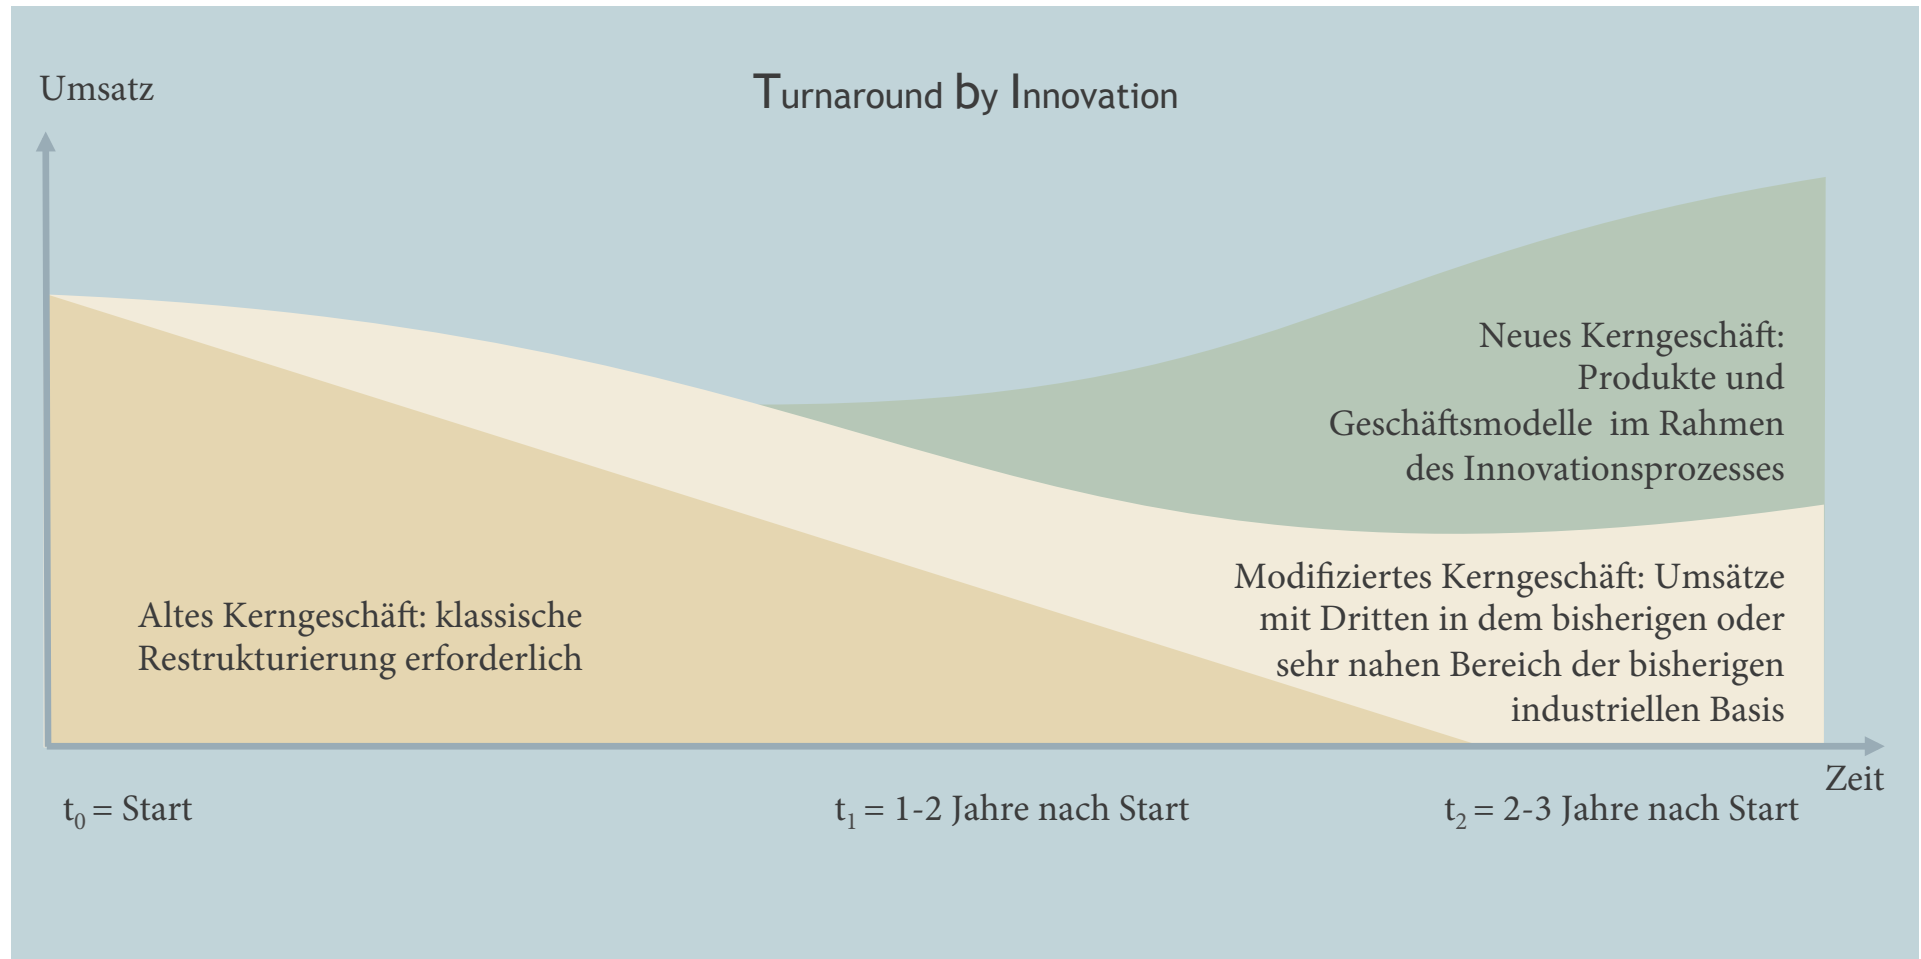 Umsatz
Turnaround by Innovation
Neues Kerngeschäft:
Produkte und
Geschäftsmodelle im Rahmen
des Innovationsprozesses
Modifiziertes Kerngeschäft: Umsätze
mit Dritten in dem bisherigen oder
sehr nahen Bereich der bisherigen
industriellen Basis
Altes Kerngeschäft: klassische
Restrukturierung erforderlich
Zeit
t₀ = Start
t₁ = 1-2 Jahre nach Start
t₂ = 2-3 Jahre nach Start